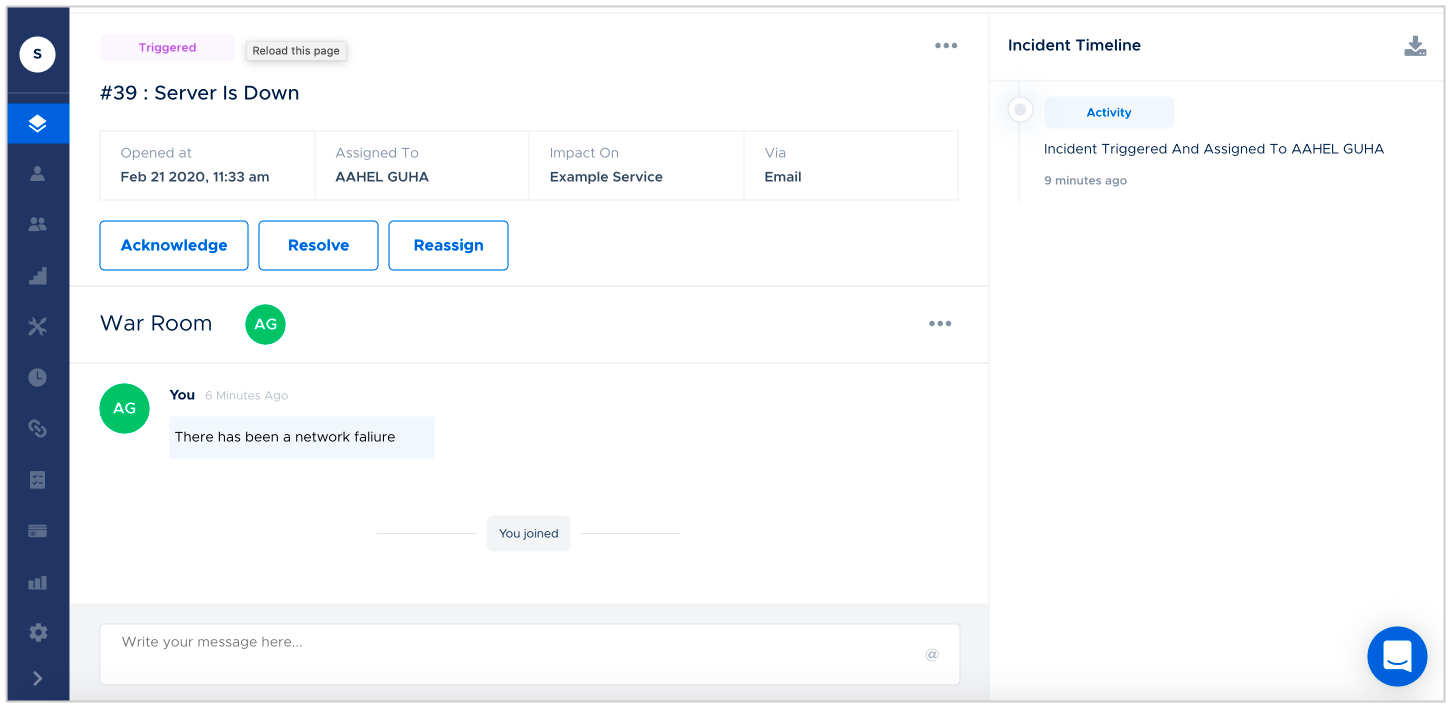 S
Triggered
Reload this page
#39 : Server Is Down
Opened at
Feb 21 2020, 11:33 am
Assigned To
AAHEL GUHA
Impact On
Example Service
Via
Email
Acknowledge
Resolve
Reassign
War Room
AG
AG
You 6 Minutes Ago
There has been a network faliure
You joined
Write your message here...
@
Incident Timeline
Activity
Incident Triggered And Assigned To AAHEL GUHA
9 minutes ago